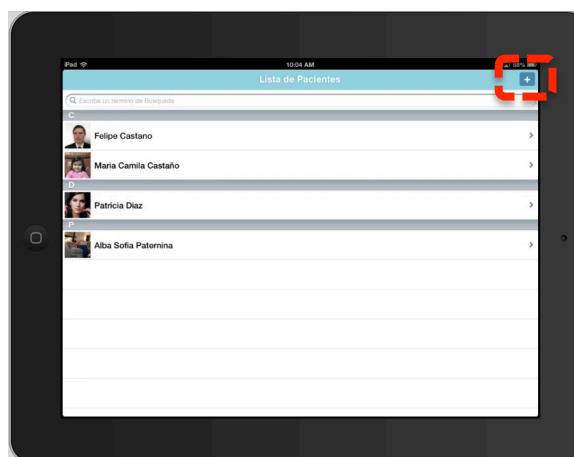 iPad
10:04 AM
58%
Lista de Pacientes
+
Escriba un término de Búsqueda
C
Felipe Castano
Maria Camila Castaño
D
Patricia Diaz
P
Alba Sofia Paternina